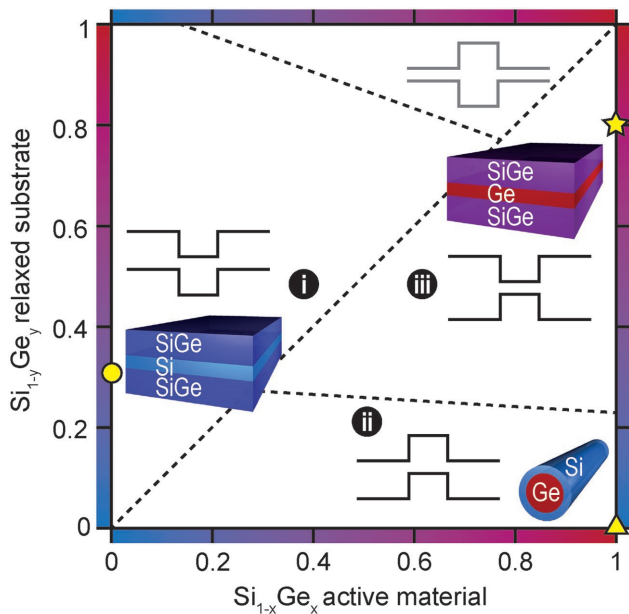 Si1-yGey relaxed substrate
1
0.8
0.6
0.4
0.2
0
SiGe
Ge
SiGe
i
iii
SiGe
Si
SiGe
ii
Si
Ge
0
0.2
0.4
0.6
0.8
1
Si1-xGex active material